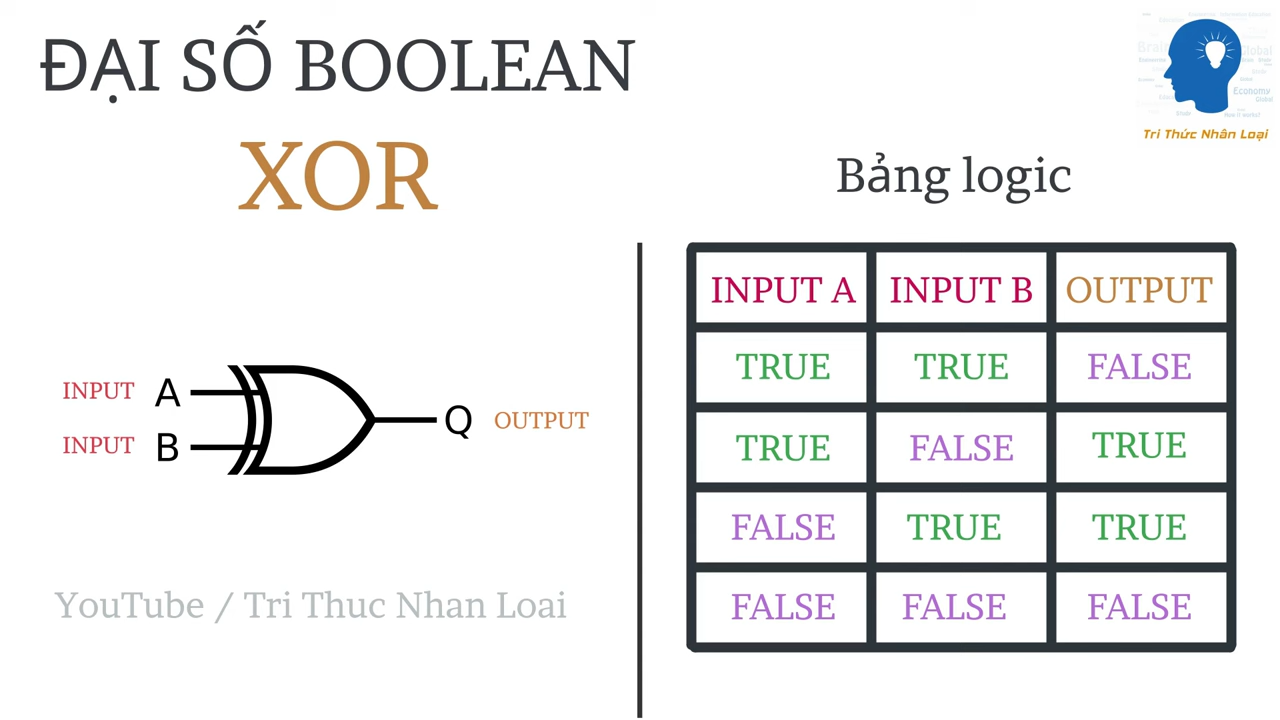 ĐẠI SỐ BOOLEAN
XOR
INPUT A
INPUT B
Q OUTPUT
YouTube / Tri Thuc Nhan Loai
Tri Thức Nhân Loại
Bảng logic
INPUT A INPUT B OUTPUT
TRUE TRUE FALSE
TRUE FALSE TRUE
FALSE TRUE TRUE
FALSE FALSE FALSE